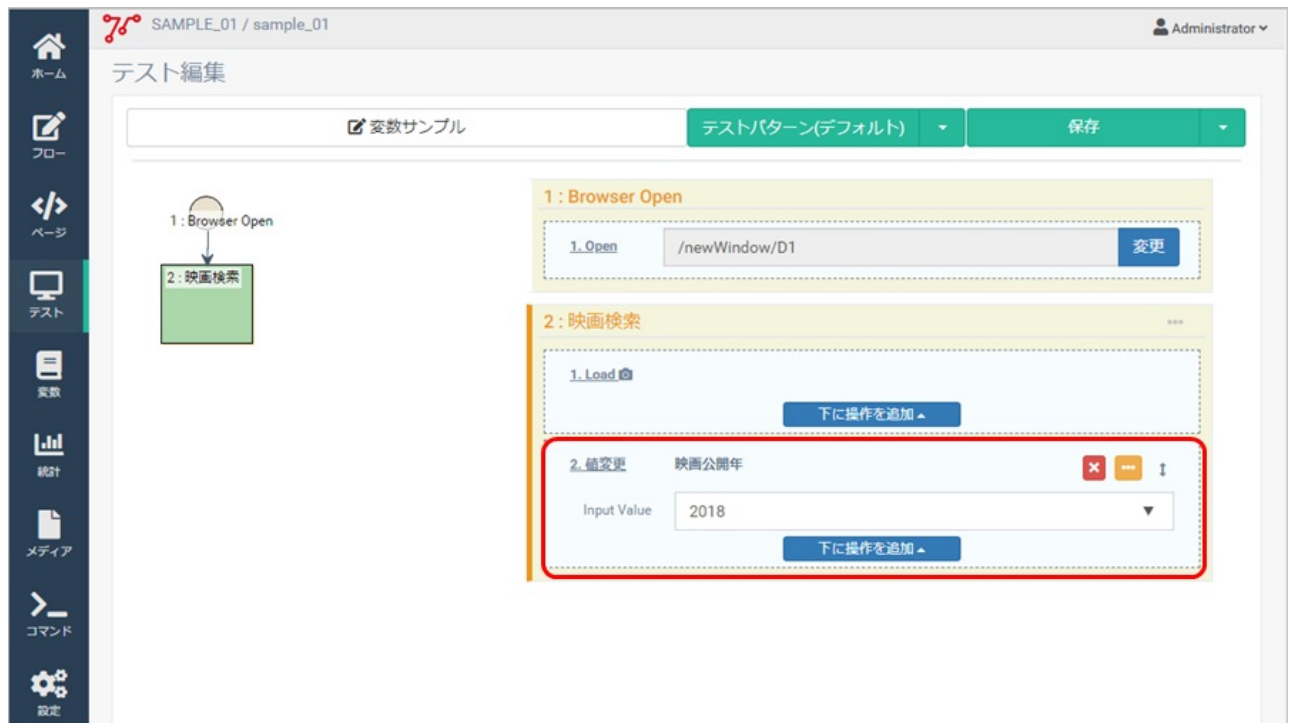 SAMPLE_01 / sample_01
Administrator
ホーム
フロー
ページ
テスト
変数
統計
メディア
コマンド
設定
テスト編集
変数サンプル
テストパターン(デフォルト)
保存
1 : Browser Open
2 : 映画検索
1 : Browser Open
1. Open
/newWindow/D1
変更
2 : 映画検索
1. Load
下に操作を追加
2. 値変更 映画公開年
Input Value
2018
下に操作を追加